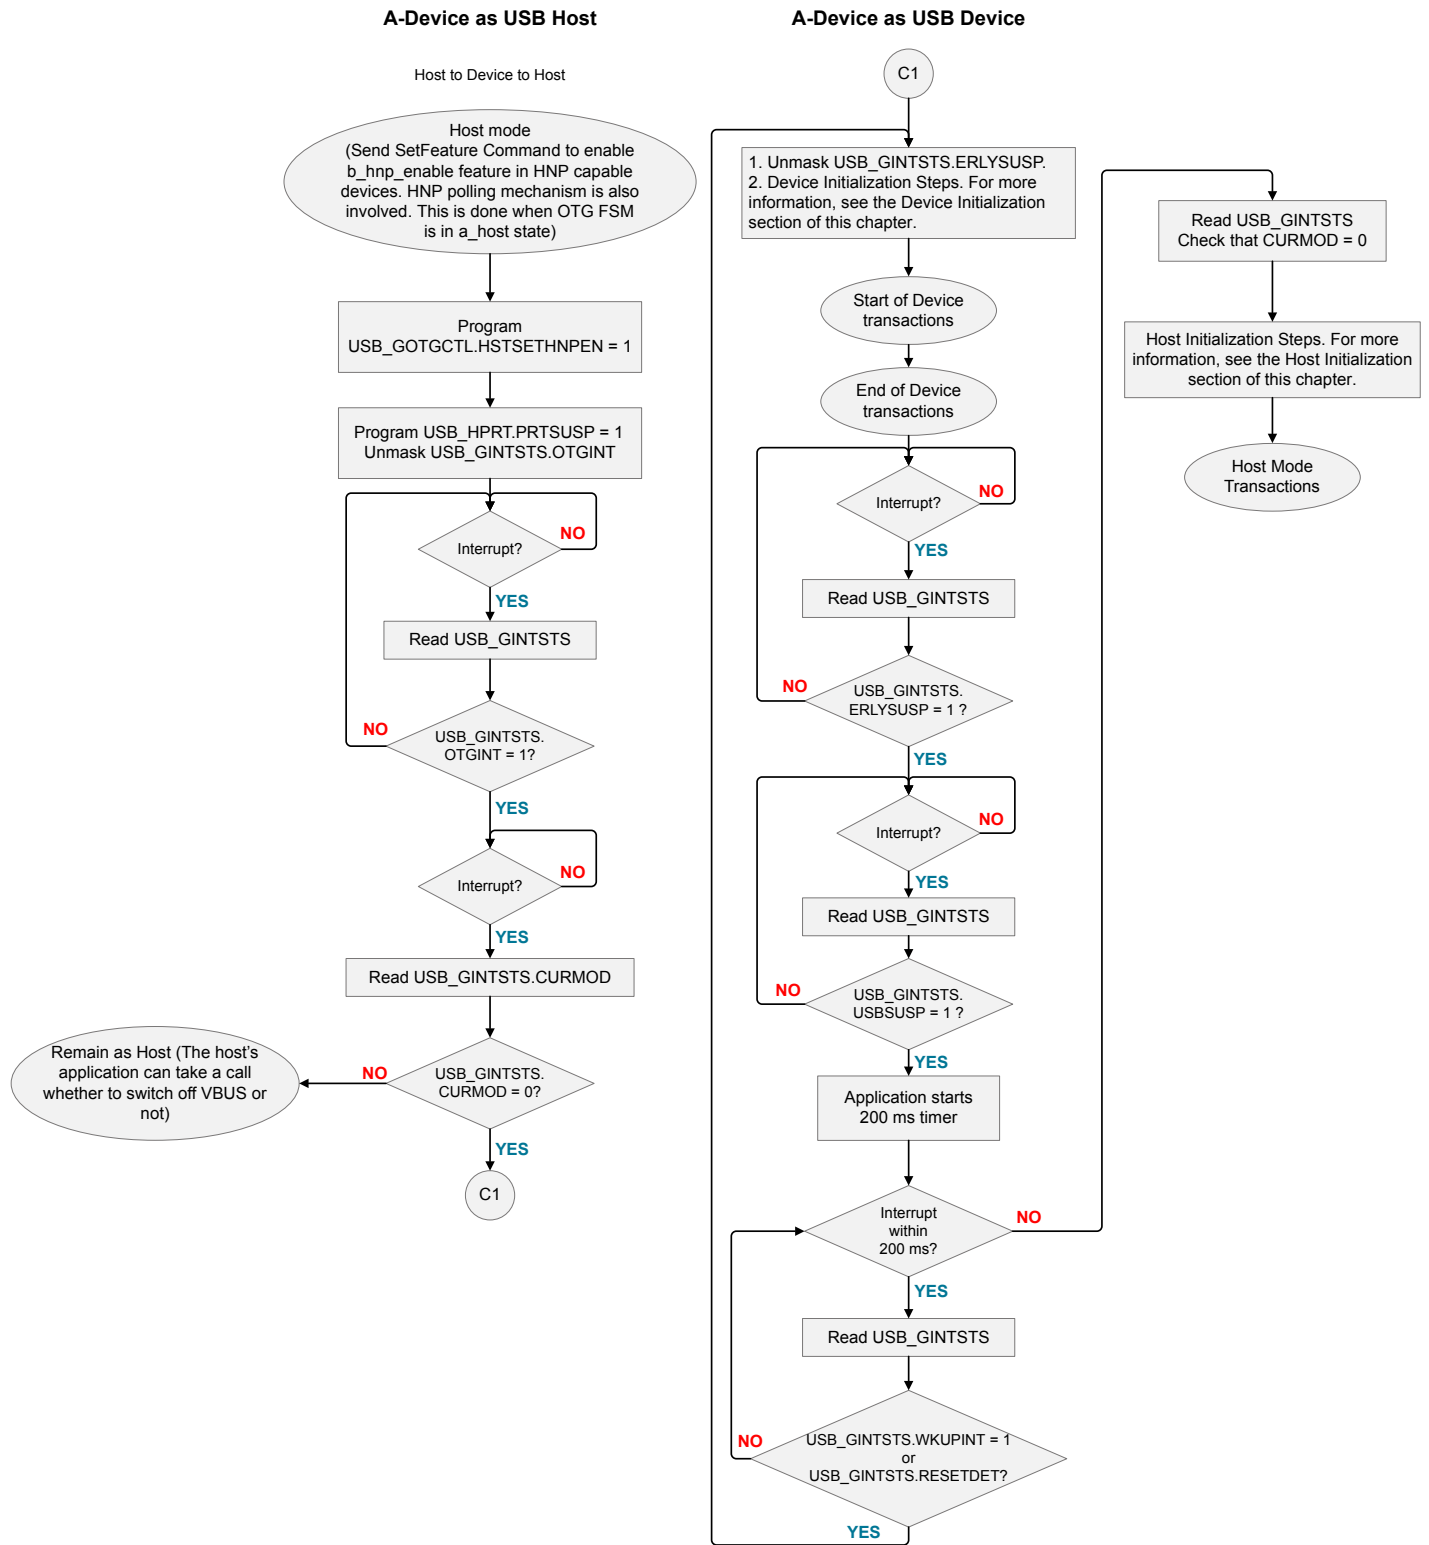 A-Device as USB Host
Host to Device to Host
Host mode
(Send SetFeature Command to enable
b_hnp_enable feature in HNP capable
devices. HNP polling mechanism is also
involved. This is done when OTG FSM
is in a_host state)
Program
USB_GOTGCTL.HSTSETHNPEN = 1
Program USB_HPRT.PRTSUSP = 1
Unmask USB_GINTSTS.OTGINT
Interrupt?
NO
YES
Read USB_GINTSTS
NO
USB_GINTSTS.
OTGINT = 1?
YES
Interrupt?
NO
YES
Read USB_GINTSTS.CURMOD
USB_GINTSTS.
CURMOD = 0?
NO
Remain as Host (The host's
application can take a call
whether to switch off VBUS or
not)
YES
C1
A-Device as USB Device
C1
1. Unmask USB_GINTSTS.ERLYSUSP.
2. Device Initialization Steps. For more
information, see the Device Initialization
section of this chapter.
Start of Device
transactions
End of Device
transactions
Interrupt?
NO
YES
Read USB_GINTSTS
NO
USB_GINTSTS.
ERLYSUSP = 1 ?
YES
Interrupt?
NO
YES
Read USB_GINTSTS
NO
USB_GINTSTS.
USBSUSP = 1 ?
YES
Application starts
200 ms timer
Interrupt
within
200 ms?
NO
YES
Read USB_GINTSTS
NO
USB_GINTSTS.WKUPINT = 1
or
USB_GINTSTS.RESETDET?
YES
Read USB_GINTSTS
Check that CURMOD = 0
Host Initialization Steps. For more
information, see the Host Initialization
section of this chapter.
Host Mode
Transactions